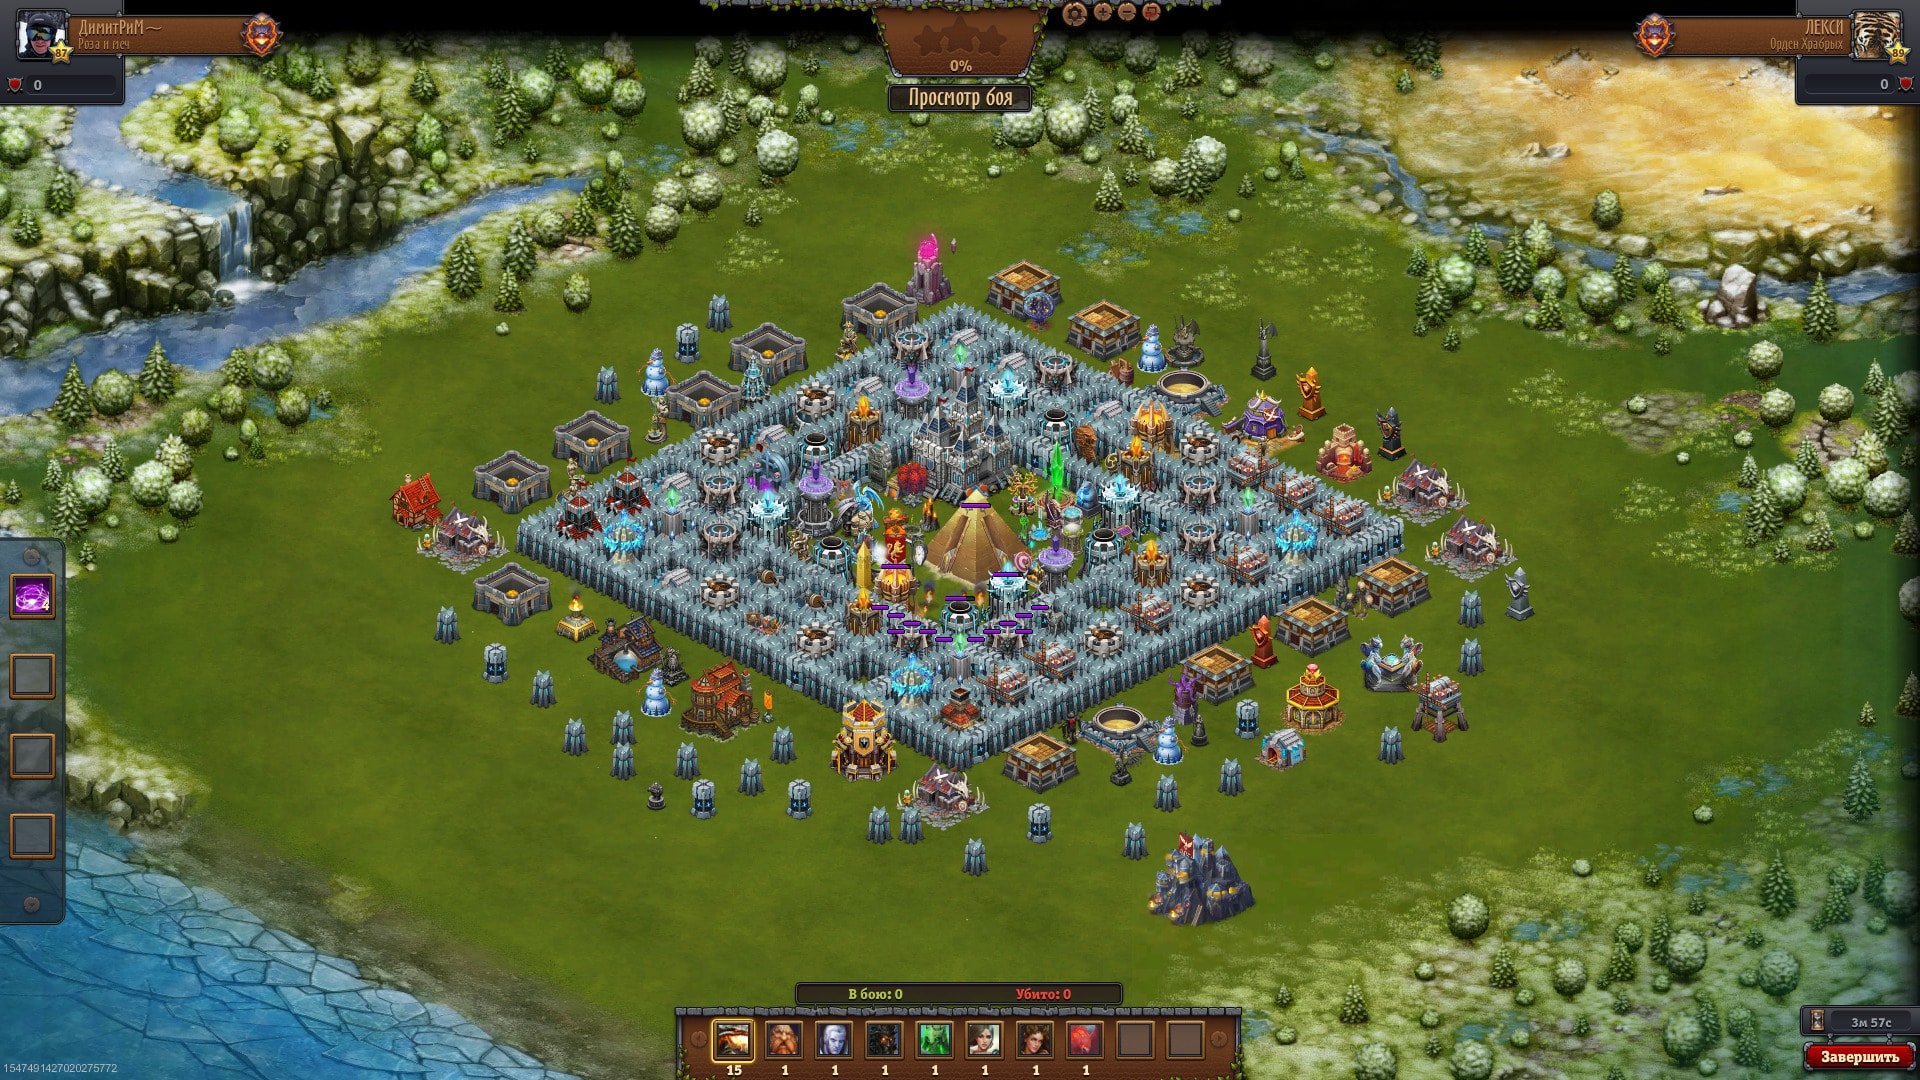 ДимитРиМ~
Роза и меч
87
0
0%
Просмотр боя
ЛЕКСИ
Орден Храбрых
89
0
4
В бою: 0
Убито: 0
15
1
1
1
1
1
1
1
3м 57с
Завершить
1547491427020275772